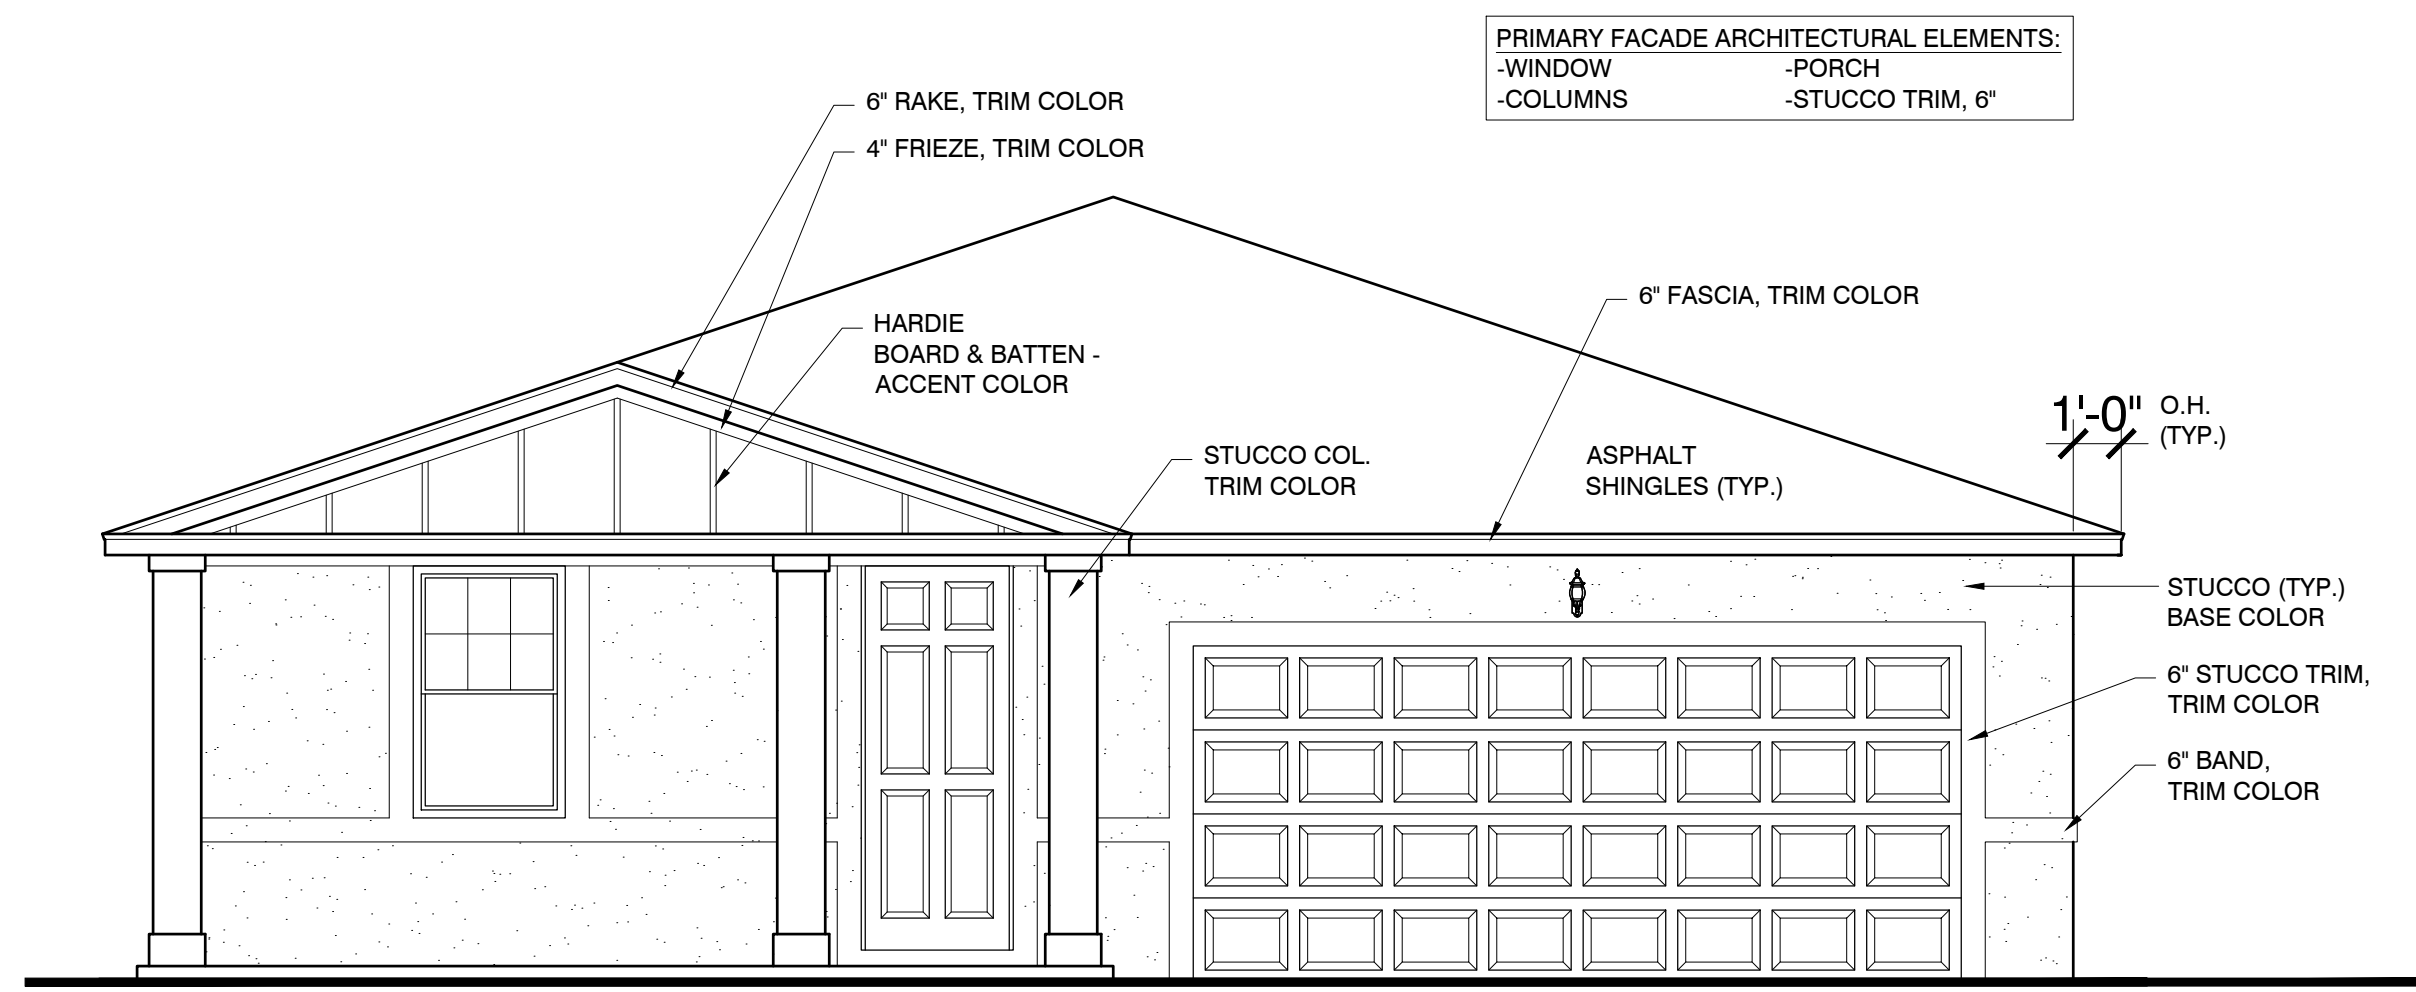 PRIMARY FACADE ARCHITECTURAL ELEMENTS:
-WINDOW -PORCH
-COLUMNS -STUCCO TRIM, 6"
6" RAKE, TRIM COLOR
4" FRIEZE, TRIM COLOR
6" FASCIA, TRIM COLOR
HARDIE
BOARD & BATTEN -
ACCENT COLOR
1'-0" O.H.
(TYP.)
STUCCO COL.
TRIM COLOR
ASPHALT
SHINGLES (TYP.)
STUCCO (TYP.)
BASE COLOR
6" STUCCO TRIM,
TRIM COLOR
6" BAND,
TRIM COLOR